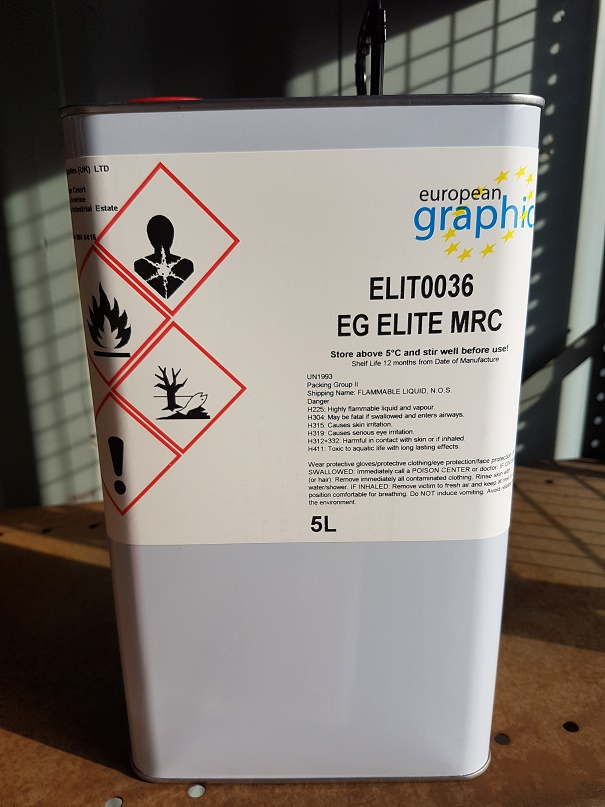 (UK) LTD
Court
Industrial Estate
european
graphic
ELIT0036
EG ELITE MRC
Store above 5°C and stir well before use!
Shelf Life 12 months from Date of Manufacture
UN1993
Packing Group II
Shipping Name: FLAMMABLE LIQUID, N.O.S.
Danger
H225: Highly flammable liquid and vapour.
H304: May be fatal if swallowed and enters airways.
H315: Causes skin irritation.
H319: Causes serious eye irritation.
H312+332: Harmful in contact with skin or if inhaled.
H411: Toxic to aquatic life with long lasting effects.
Wear protective gloves/protective clothing/eye protection/face protection.
SWALLOWED: Immediately call a POISON CENTER or doctor. IF
(or hair): Remove immediately all contaminated clothing. Rinse skin
water/shower. IF INHALED: Remove victim to fresh air and keep at
position comfortable for breathing. Do NOT induce vomiting. Avoid
the environment.
5L